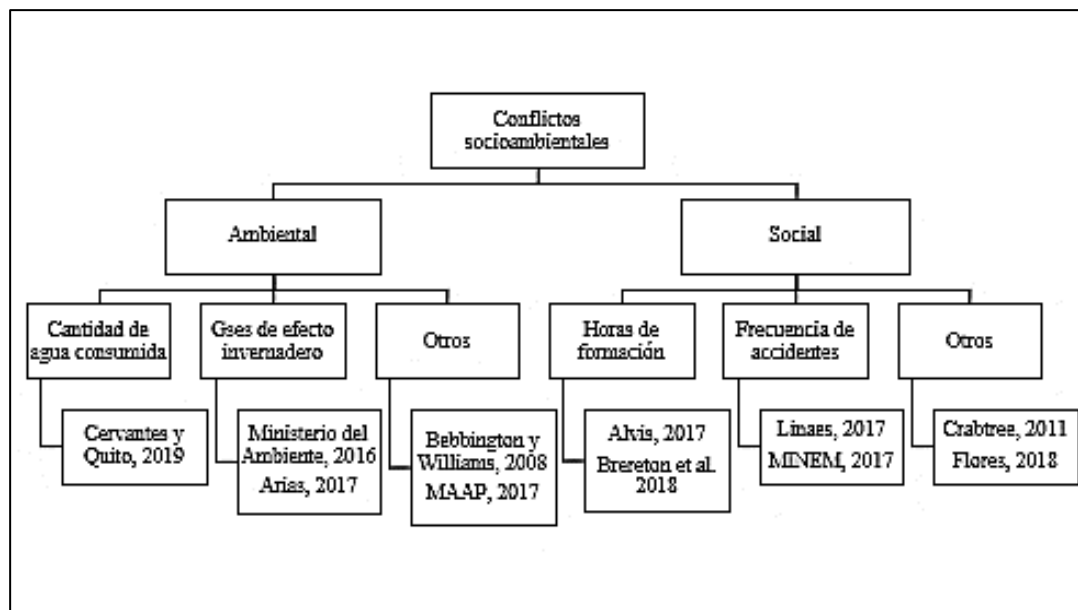 Conflictos
socioambientales
Ambiental
Social
Cantidad de
agua consumida
Gses de efecto
invernadero
Otros
Horas de
formación
Frecuencia de
accidentes
Otros
Cervantes y
Quito, 2019
Ministerio del
Ambiente, 2016
Arias, 2017
Bebbington y
Williams, 2008
MAAP, 2017
Alvis, 2017
Brereton et al.
2018
Linaes, 2017
MINEM, 2017
Crabtree, 2011
Flores, 2018